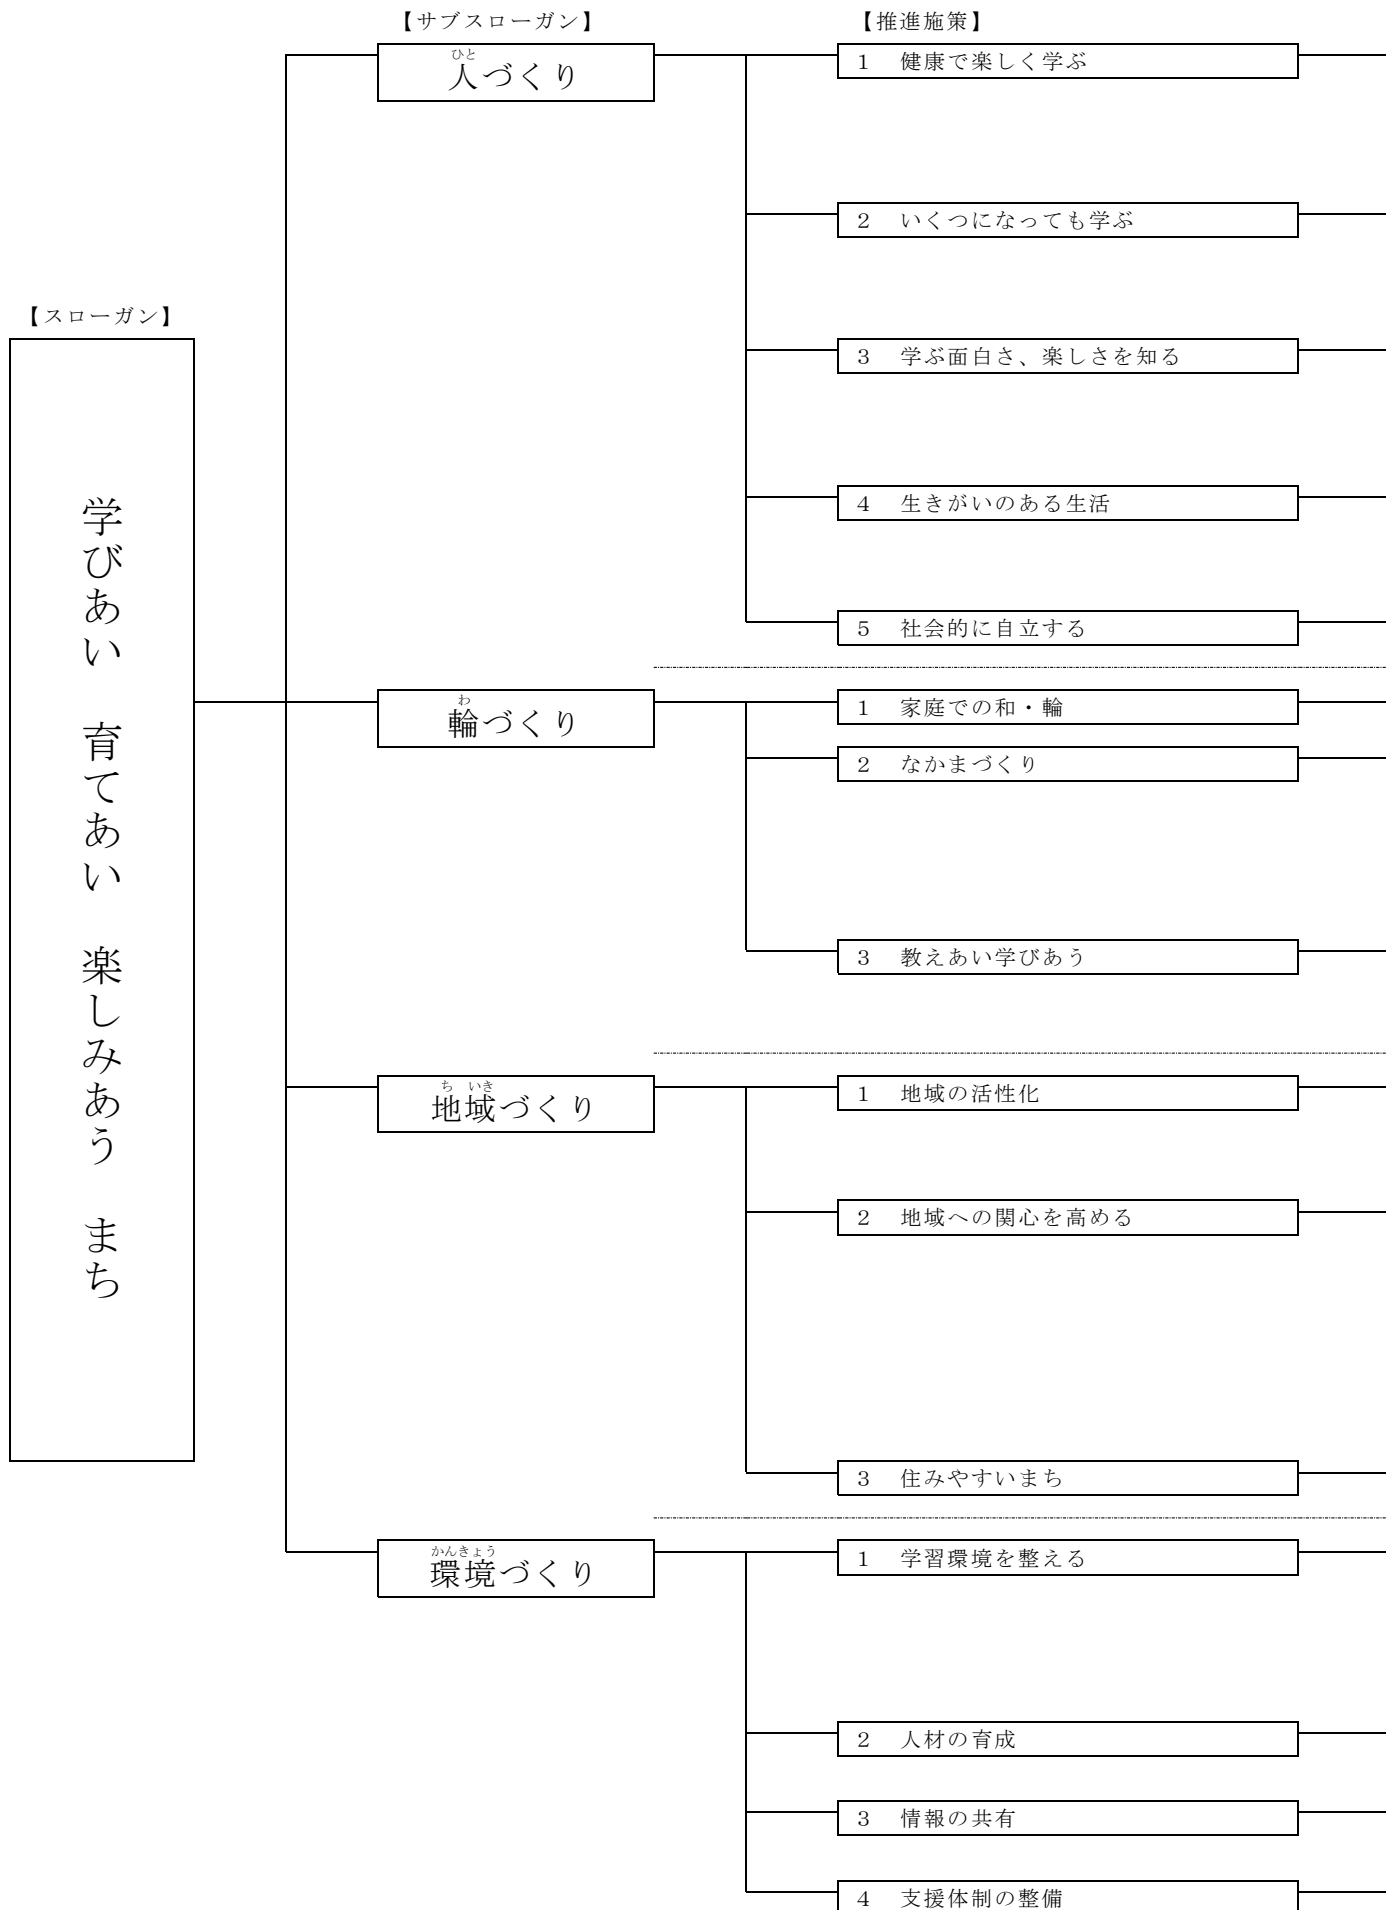 【サブスローガン】
【推進施策】
【スローガン】
学びあい　育てあい　楽しみあう　まち
ひと
人づくり
1　健康で楽しく学ぶ
2　いくつになっても学ぶ
3　学ぶ面白さ、楽しさを知る
4　生きがいのある生活
5　社会的に自立する
わ
輪づくり
1　家庭での和・輪
2　なかまづくり
3　教えあい学びあう
ち いき
地域づくり
1　地域の活性化
2　地域への関心を高める
3　住みやすいまち
かんきょう
環境づくり
1　学習環境を整える
2　人材の育成
3　情報の共有
4　支援体制の整備